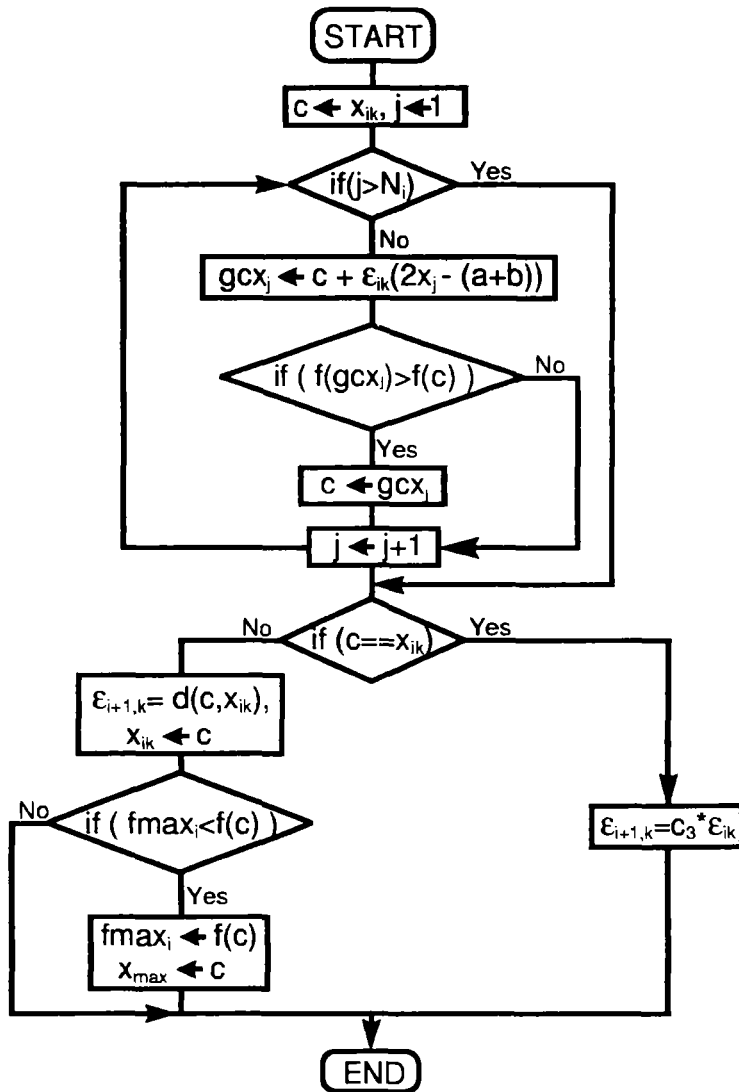 START
c ← x_ik, j←1
if(j>N_i)
Yes
No
gcx_j ← c + ε_ik(2x_j - (a+b))
if ( f(gcx_j)>f(c) )
No
Yes
c ← gcx_j
j ← j+1
if (c==x_ik)
No
Yes
ε_i+1,k= d(c,x_ik),
x_ik ← c
if ( fmax_i<f(c) )
No
Yes
ε_i+1,k=c_3*ε_ik
fmax_i ← f(c)
x_max ← c
END